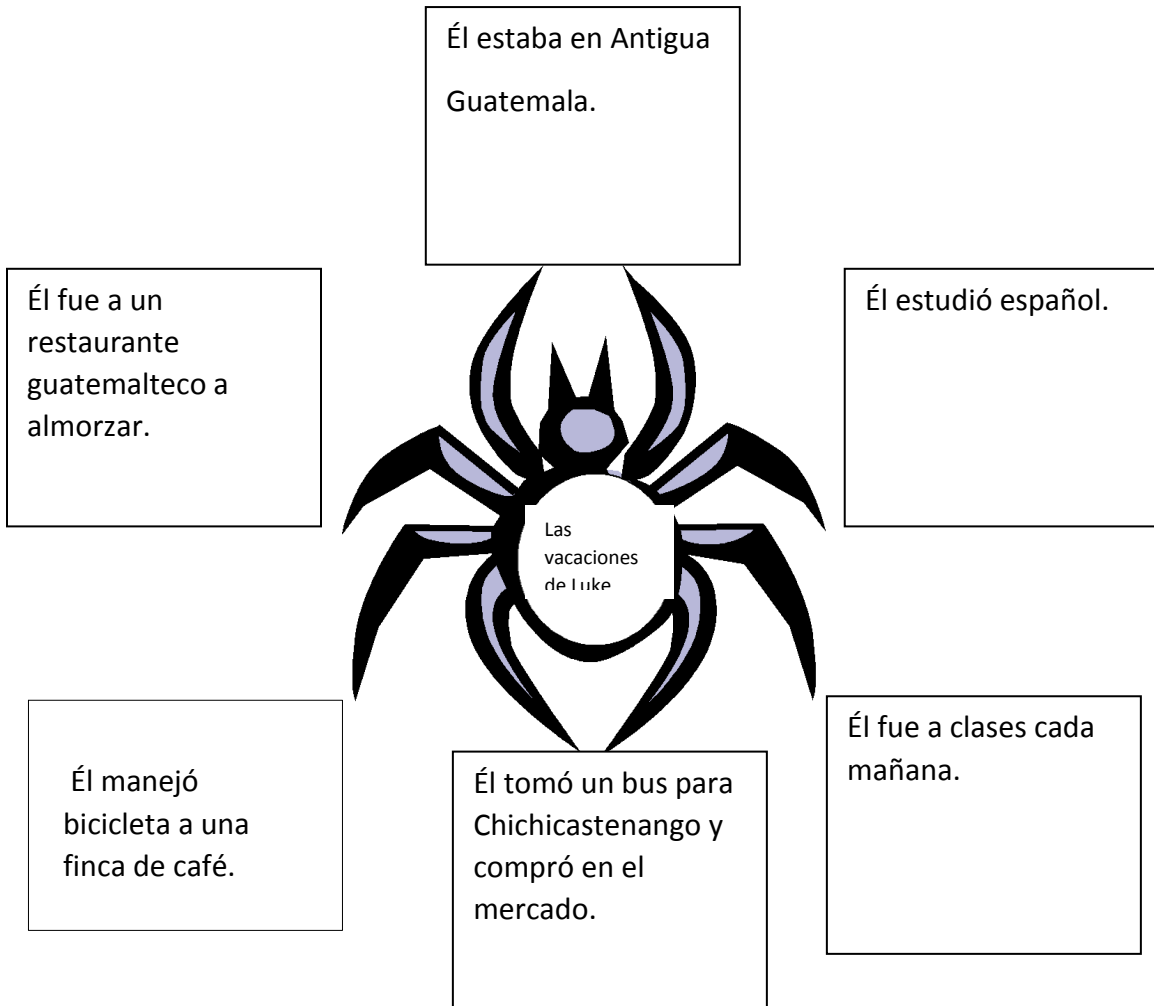 Él estaba en Antigua
Guatemala.
Él fue a un
restaurante
guatemalteco a
almorzar.
Él estudió español.
Las
vacaciones
de Luke
Él manejó
bicicleta a una
finca de café.
Él tomó un bus para
Chichicastenango y
compró en el
mercado.
Él fue a clases cada
mañana.